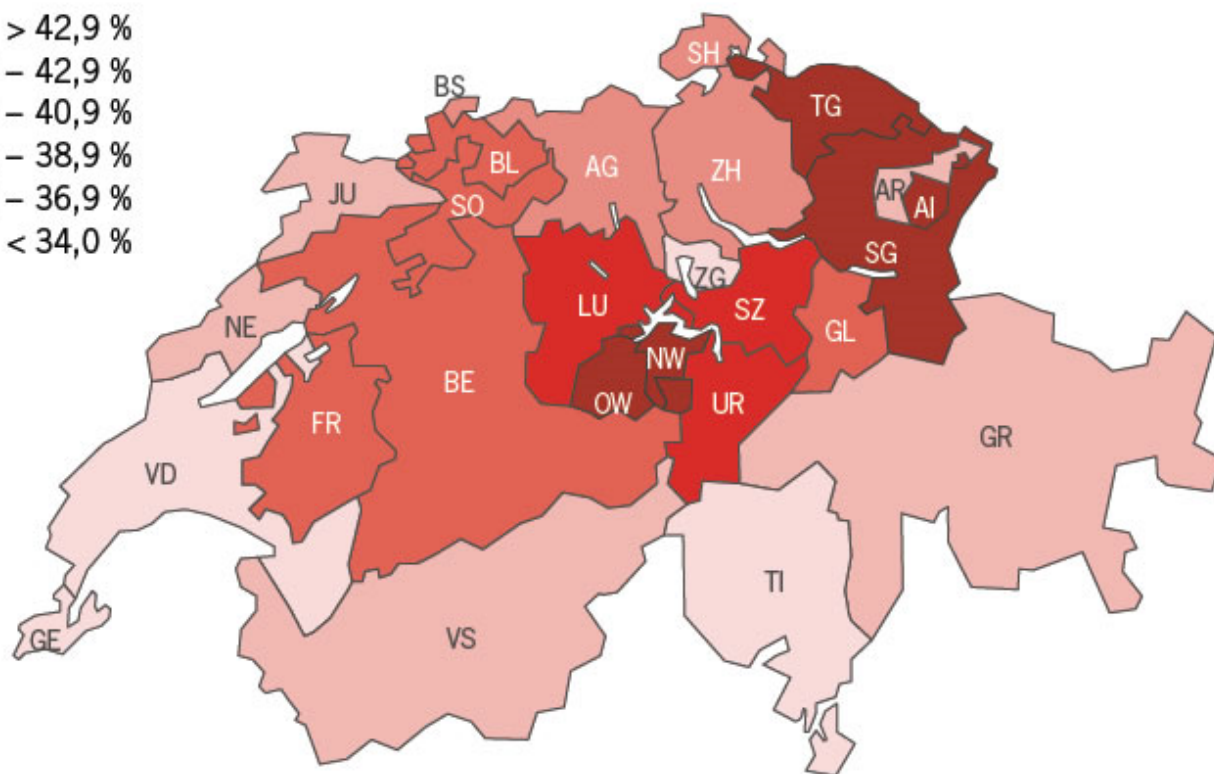 > 42,9 %
– 42,9 %
– 40,9 %
– 38,9 %
– 36,9 %
< 34,0 %
SH
BS
TG
BL
AG
ZH
JU
AR
AI
SO
SG
ZG
LU
SZ
NE
GL
NW
BE
OW
UR
FR
GR
VD
TI
GE
VS